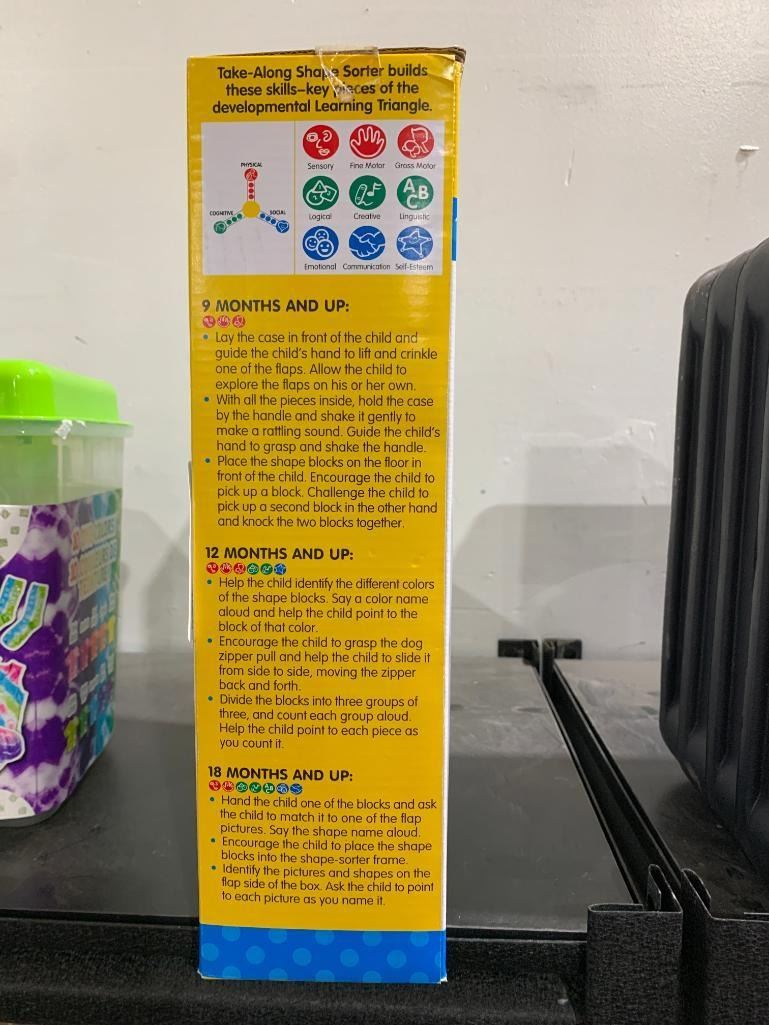 Take-Along Shape Sorter builds
these skills–key pieces of the
developmental Learning Triangle.
PHYSICAL
COGNITIVE
SOCIAL
Sensory
Fine Motor
Gross Motor
A B C
Logical
Creative
Linguistic
Emotional
Communication
Self-Esteem
9 MONTHS AND UP:
• Lay the case in front of the child and
guide the child's hand to lift and crinkle
one of the flaps. Allow the child to
explore the flaps on his or her own.
• With all the pieces inside, hold the case
by the handle and shake it gently to
make a rattling sound. Guide the child's
hand to grasp and shake the handle.
• Place the shape blocks on the floor in
front of the child. Encourage the child to
pick up a block. Challenge the child to
pick up a second block in the other hand
and knock the two blocks together.
12 MONTHS AND UP:
• Help the child identify the different colors
of the shape blocks. Say a color name
aloud and help the child point to the
block of that color.
• Encourage the child to grasp the dog
zipper pull and help the child to slide it
from side to side, moving the zipper
back and forth.
• Divide the blocks into three groups of
three, and count each group aloud.
Help the child point to each piece as
you count it.
18 MONTHS AND UP:
• Hand the child one of the blocks and ask
the child to match it to one of the flap
pictures. Say the shape name aloud.
• Encourage the child to place the shape
blocks into the shape-sorter frame.
• Identify the pictures and shapes on the
flap side of the box. Ask the child to point
to each picture as you name it.